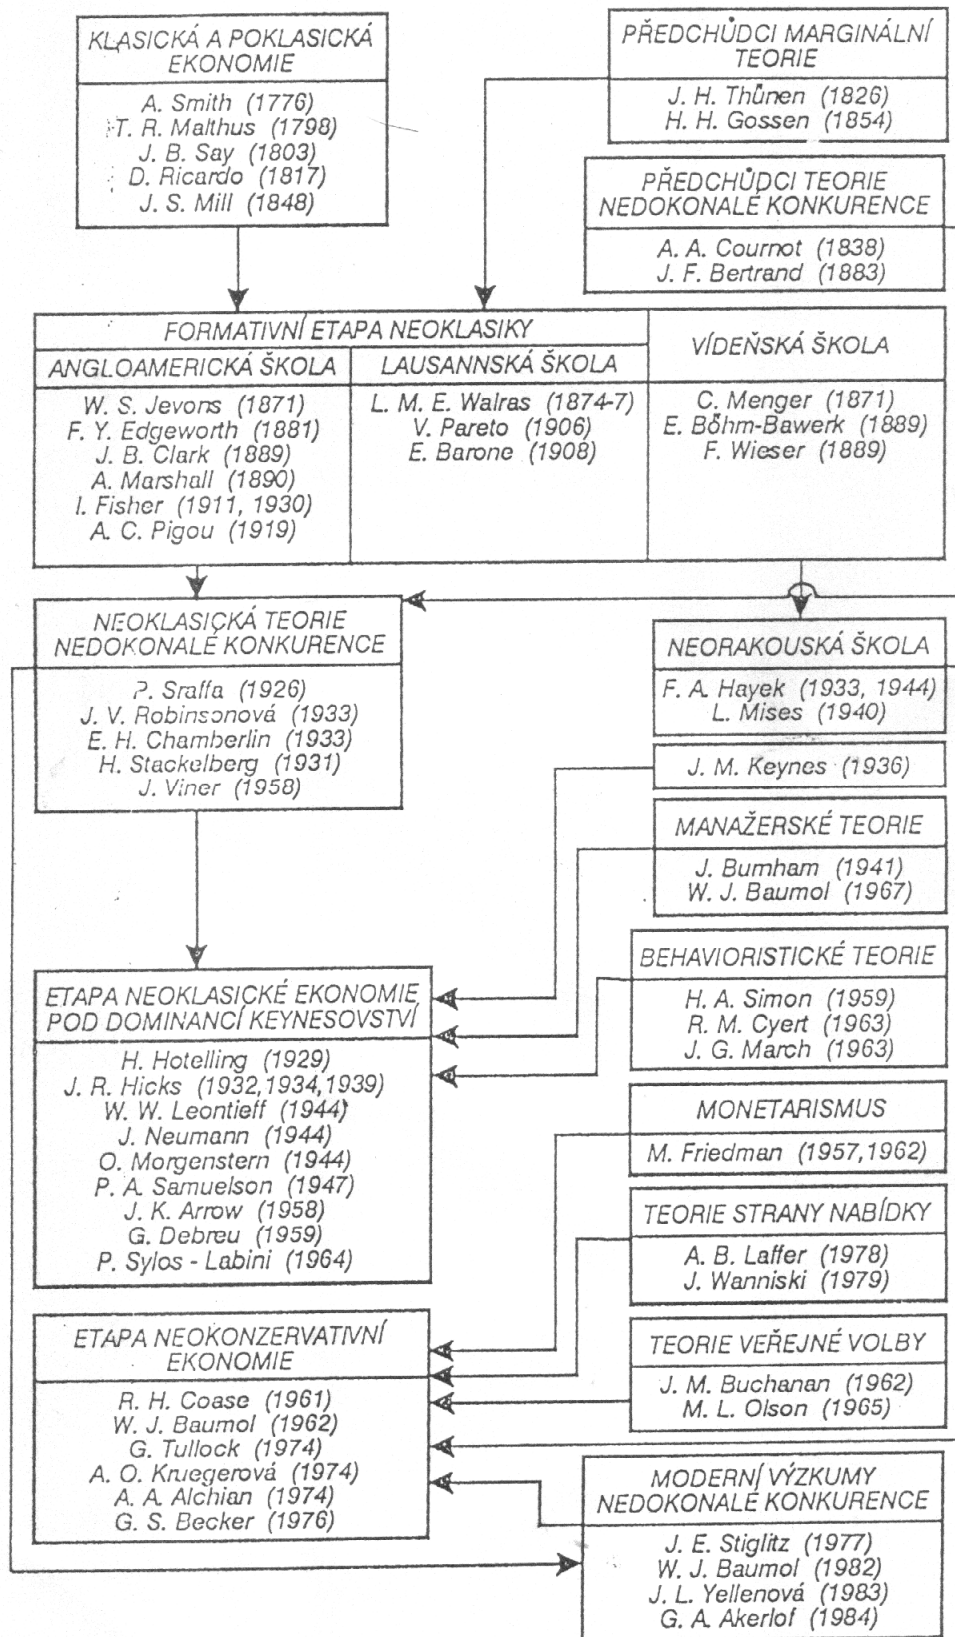 KLASICKÁ A POKLASICKÁ
EKONOMIE
A. Smith (1776)
T. R. Malthus (1798)
J. B. Say (1803)
D. Ricardo (1817)
J. S. Mill (1848)
PŘEDCHŮDCI MARGINÁLNÍ
TEORIE
J. H. Thünen (1826)
H. H. Gossen (1854)
PŘEDCHŮDCI TEORIE
NEDOKONALÉ KONKURENCE
A. A. Cournot (1838)
J. F. Bertrand (1883)
FORMATIVNÍ ETAPA NEOKLASIKY
ANGLOAMERICKÁ ŠKOLA
W. S. Jevons (1871)
F. Y. Edgeworth (1881)
J. B. Clark (1889)
A. Marshall (1890)
I. Fisher (1911, 1930)
A. C. Pigou (1919)
LAUSANNSKÁ ŠKOLA
L. M. E. Walras (1874-7)
V. Pareto (1906)
E. Barone (1908)
VÍDEŇSKÁ ŠKOLA
C. Menger (1871)
E. Böhm-Bawerk (1889)
F. Wieser (1889)
NEOKLASICKÁ TEORIE
NEDOKONALÉ KONKURENCE
P. Sraffa (1926)
J. V. Robinsonová (1933)
E. H. Chamberlin (1933)
H. Stackelberg (1931)
J. Viner (1958)
NEORAKOUSKÁ ŠKOLA
F. A. Hayek (1933, 1944)
L. Mises (1940)
J. M. Keynes (1936)
MANAŽERSKÉ TEORIE
J. Burnham (1941)
W. J. Baumol (1967)
BEHAVIORISTICKÉ TEORIE
H. A. Simon (1959)
R. M. Cyert (1963)
J. G. March (1963)
ETAPA NEOKLASICKÉ EKONOMIE
POD DOMINANCÍ KEYNESOVSTVÍ
H. Hotelling (1929)
J. R. Hicks (1932,1934,1939)
W. W. Leontieff (1944)
J. Neumann (1944)
O. Morgenstern (1944)
P. A. Samuelson (1947)
J. K. Arrow (1958)
G. Debreu (1959)
P. Sylos - Labini (1964)
MONETARISMUS
M. Friedman (1957,1962)
TEORIE STRANY NABÍDKY
A. B. Laffer (1978)
J. Wanniski (1979)
ETAPA NEOKONZERVATIVNÍ
EKONOMIE
R. H. Coase (1961)
W. J. Baumol (1962)
G. Tullock (1974)
A. O. Kruegerová (1974)
A. A. Alchian (1974)
G. S. Becker (1976)
TEORIE VEŘEJNÉ VOLBY
J. M. Buchanan (1962)
M. L. Olson (1965)
MODERNÍ VÝZKUMY
NEDOKONALÉ KONKURENCE
J. E. Stiglitz (1977)
W. J. Baumol (1982)
J. L. Yellenová (1983)
G. A. Akerlof (1984)